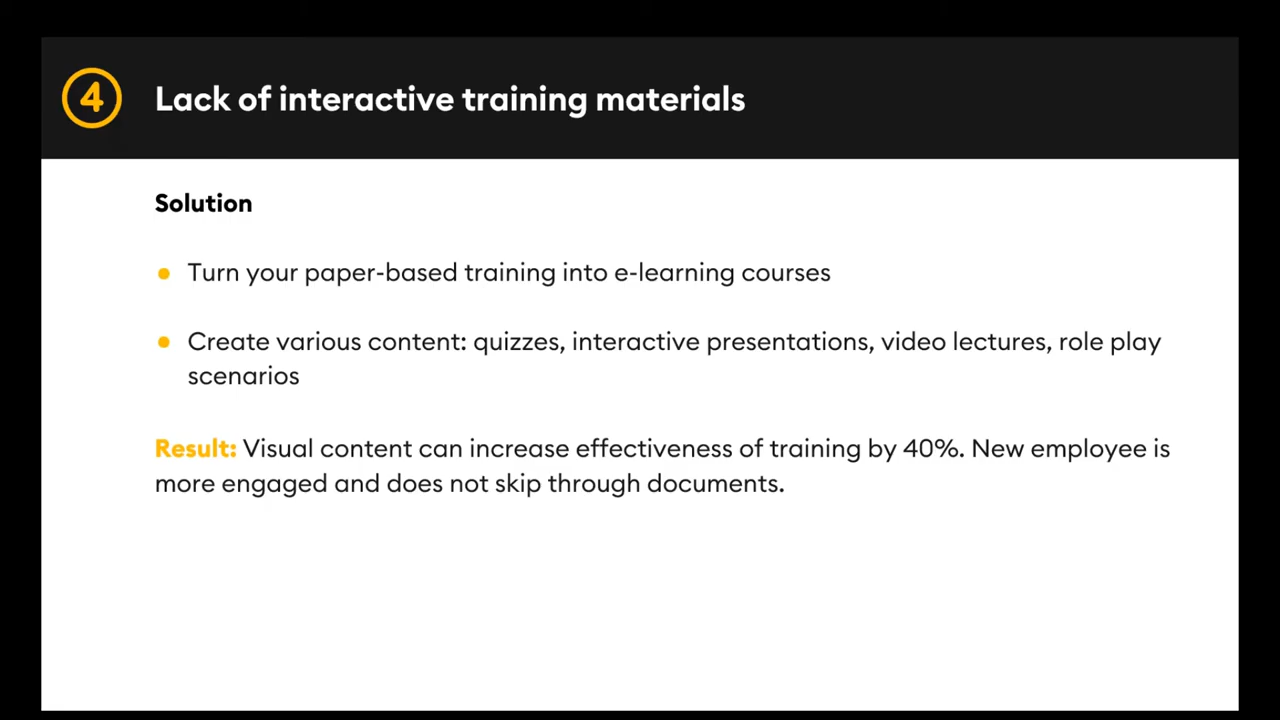 4
Lack of interactive training materials
Solution
• Turn your paper-based training into e-learning courses
• Create various content: quizzes, interactive presentations, video lectures, role play
scenarios
Result: Visual content can increase effectiveness of training by 40%. New employee is
more engaged and does not skip through documents.